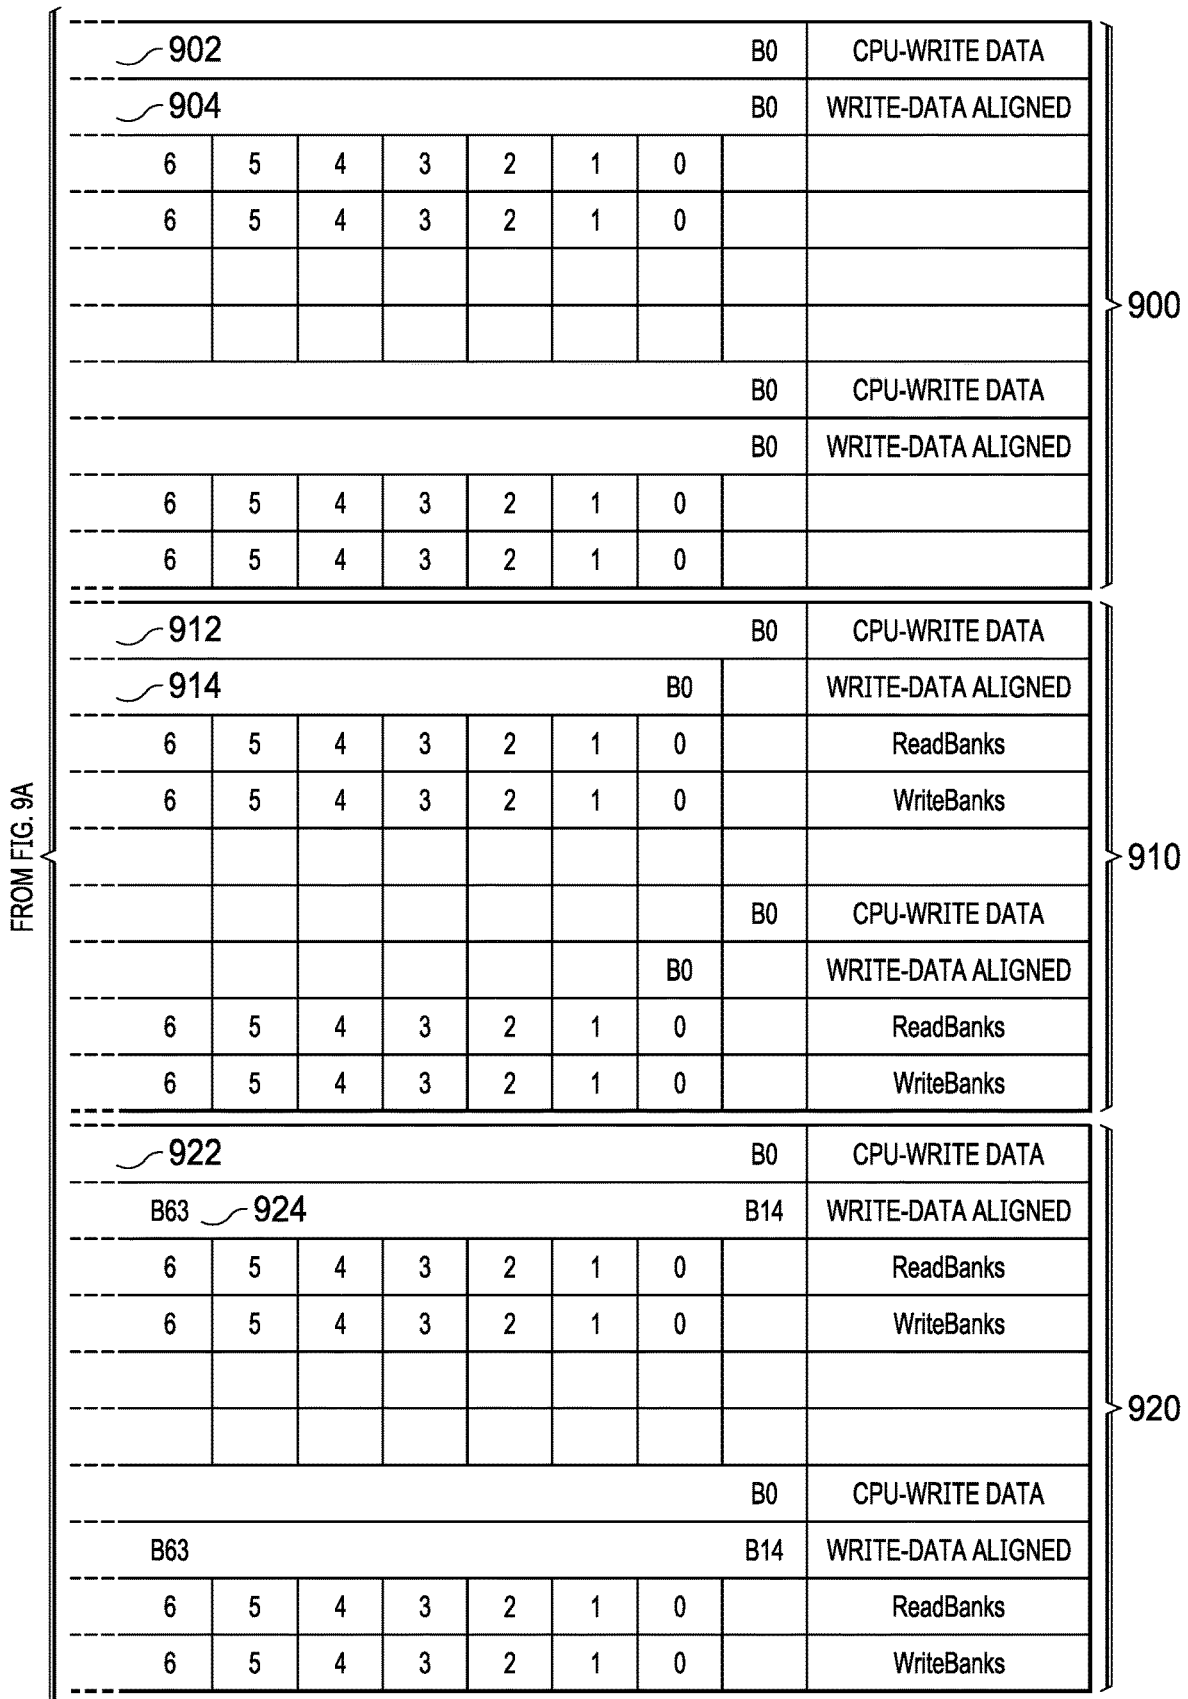 902 B0 CPU-WRITE DATA
904 B0 WRITE-DATA ALIGNED
6 5 4 3 2 1 0
6 5 4 3 2 1 0
900
B0 CPU-WRITE DATA
B0 WRITE-DATA ALIGNED
6 5 4 3 2 1 0
6 5 4 3 2 1 0
912 B0 CPU-WRITE DATA
914 B0 WRITE-DATA ALIGNED
6 5 4 3 2 1 0 ReadBanks
6 5 4 3 2 1 0 WriteBanks
FROM FIG. 9A
910
B0 CPU-WRITE DATA
B0 WRITE-DATA ALIGNED
6 5 4 3 2 1 0 ReadBanks
6 5 4 3 2 1 0 WriteBanks
922 B0 CPU-WRITE DATA
B63 924 B14 WRITE-DATA ALIGNED
6 5 4 3 2 1 0 ReadBanks
6 5 4 3 2 1 0 WriteBanks
920
B0 CPU-WRITE DATA
B63 B14 WRITE-DATA ALIGNED
6 5 4 3 2 1 0 ReadBanks
6 5 4 3 2 1 0 WriteBanks